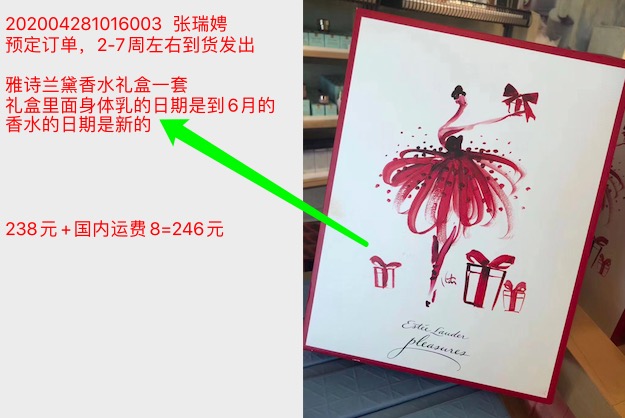 202004281016003 张瑞娉
预定订单，2-7周左右到货发出
雅诗兰黛香水礼盒一套
礼盒里面身体乳的日期是到6月的
香水的日期是新的
238元+国内运费8=246元
Estée Lauder
pleasures